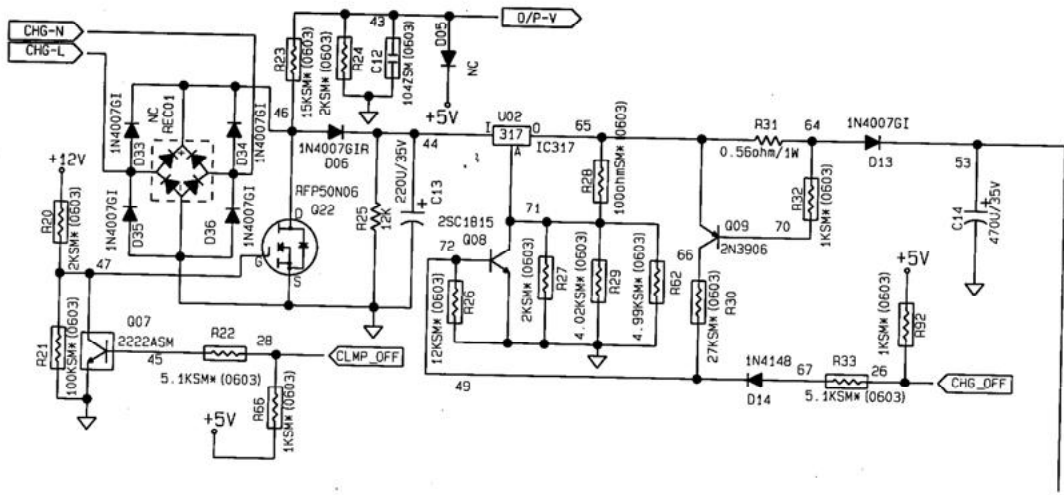 CHG-N
CHG-L
O/P-V
43
R23
15KSM*(0603)
R24
2KSM*(0603)
C12
104ZSM(0603)
D05
NC
+5V
46
1N4007GI
D33
NC
REC01
D34
1N4007GI
1N4007GIR
D06
44
U02
I
317
O
A
IC317
65
R31
0.56ohm/1W
64
1N4007GI
D13
53
+12V
R20
2KSM*(0603)
1N4007GI
D35
D36
1N4007GI
RFP50N06
Q22
D
G
S
R25
12K
220U/35V
C13
+
R28
100ohmSM*(0603)
R32
1KSM*(0603)
Q09
2N3906
70
C14
470U/35V
+
71
2SC1815
Q08
72
66
47
R26
12KSM*(0603)
R27
2KSM*(0603)
R29
4.02KSM*(0603)
R62
4.99KSM*(0603)
R30
27KSM*(0603)
+5V
R92
1KSM*(0603)
R21
100KSM*(0603)
Q07
2222ASM
45
R22
5.1KSM*(0603)
28
CLMP_OFF
R66
1KSM*(0603)
+5V
49
1N4148
D14
67
R33
5.1KSM*(0603)
26
CHG_OFF